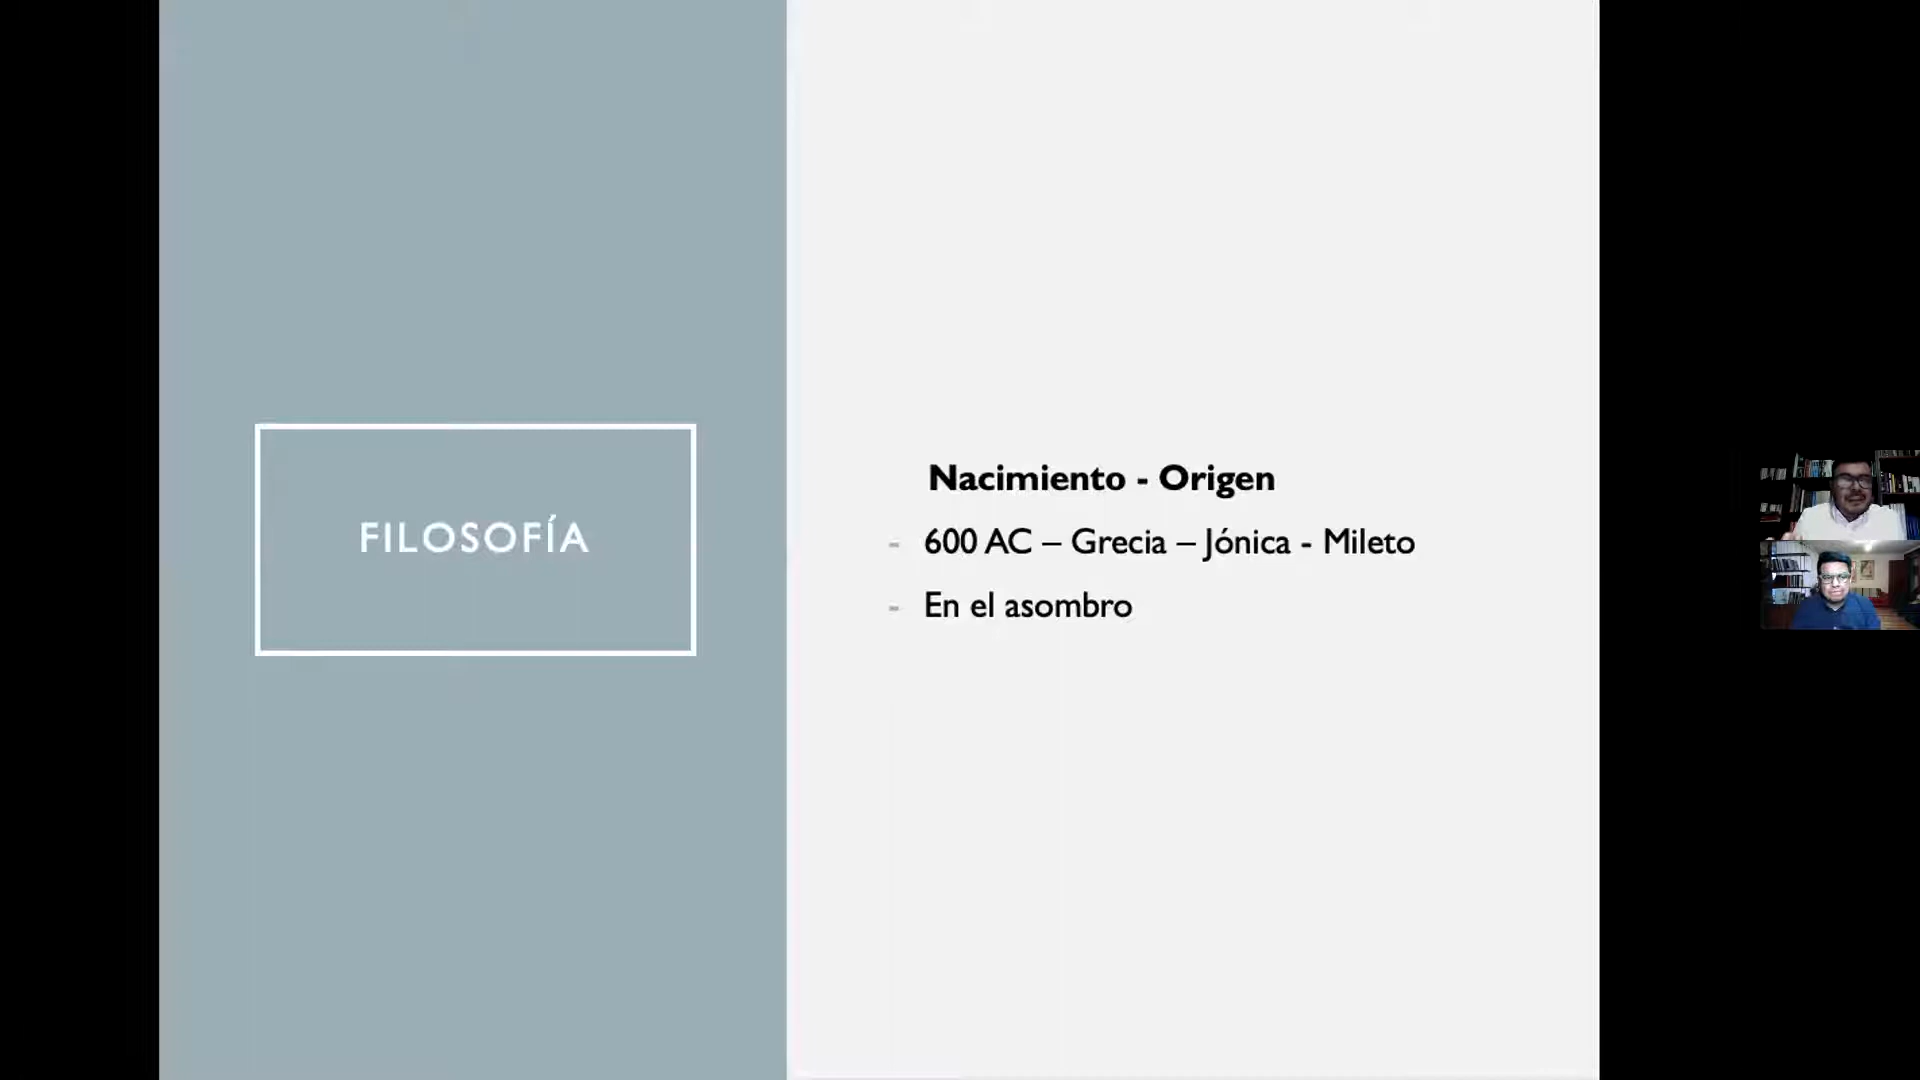 FILOSOFÍA
Nacimiento - Origen
- 600 AC – Grecia – Jónica - Mileto
- En el asombro